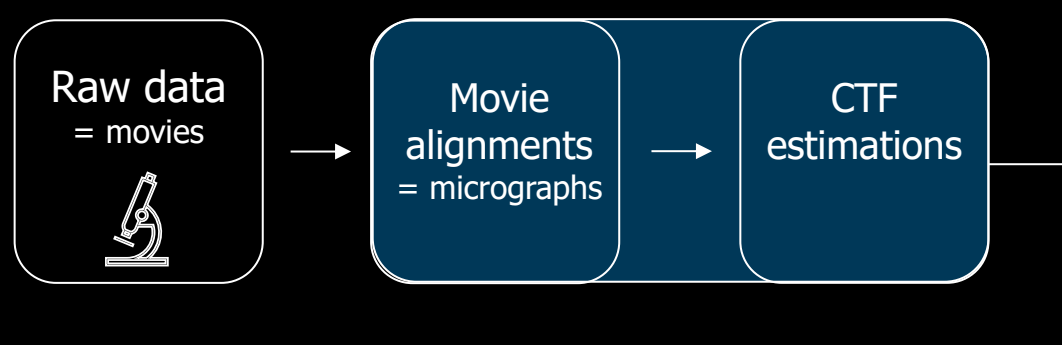 Raw data
= movies
Movie
alignments
= micrographs
CTF
estimations